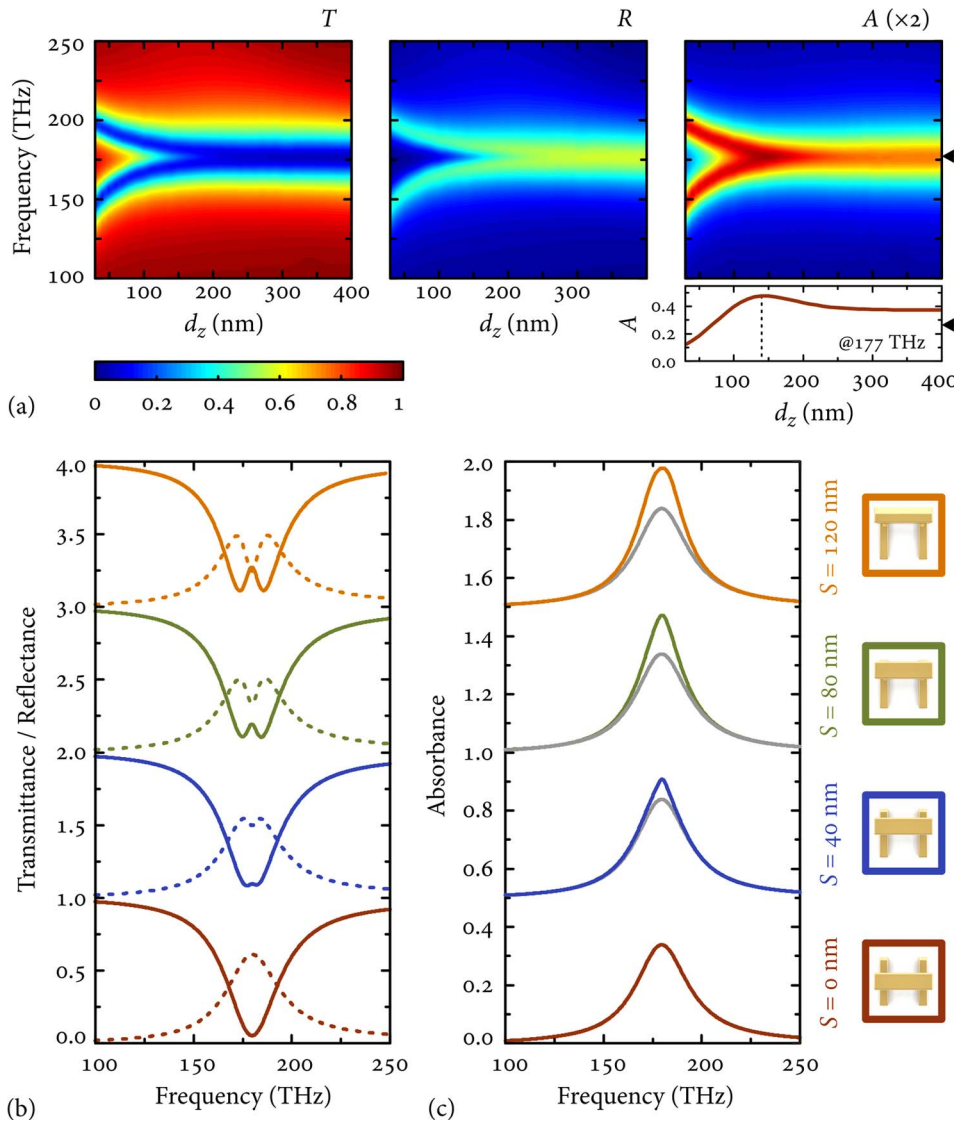 T
R
A (×2)
Frequency (THz)
250
200
150
100
100 200 300 400
100 200 300 400
100 200 300 400
d_z (nm)
d_z (nm)
A
0.4
0.2
0.0
@177 THz
100 200 300 400
d_z (nm)
0 0.2 0.4 0.6 0.8 1
(a)
Transmittance / Reflectance
4.0
3.5
3.0
2.5
2.0
1.5
1.0
0.5
0.0
100 150 200 250
Frequency (THz)
(b)
Absorbance
2.0
1.8
1.6
1.4
1.2
1.0
0.8
0.6
0.4
0.2
0.0
100 150 200 250
Frequency (THz)
(c)
S = 120 nm
S = 80 nm
S = 40 nm
S = 0 nm